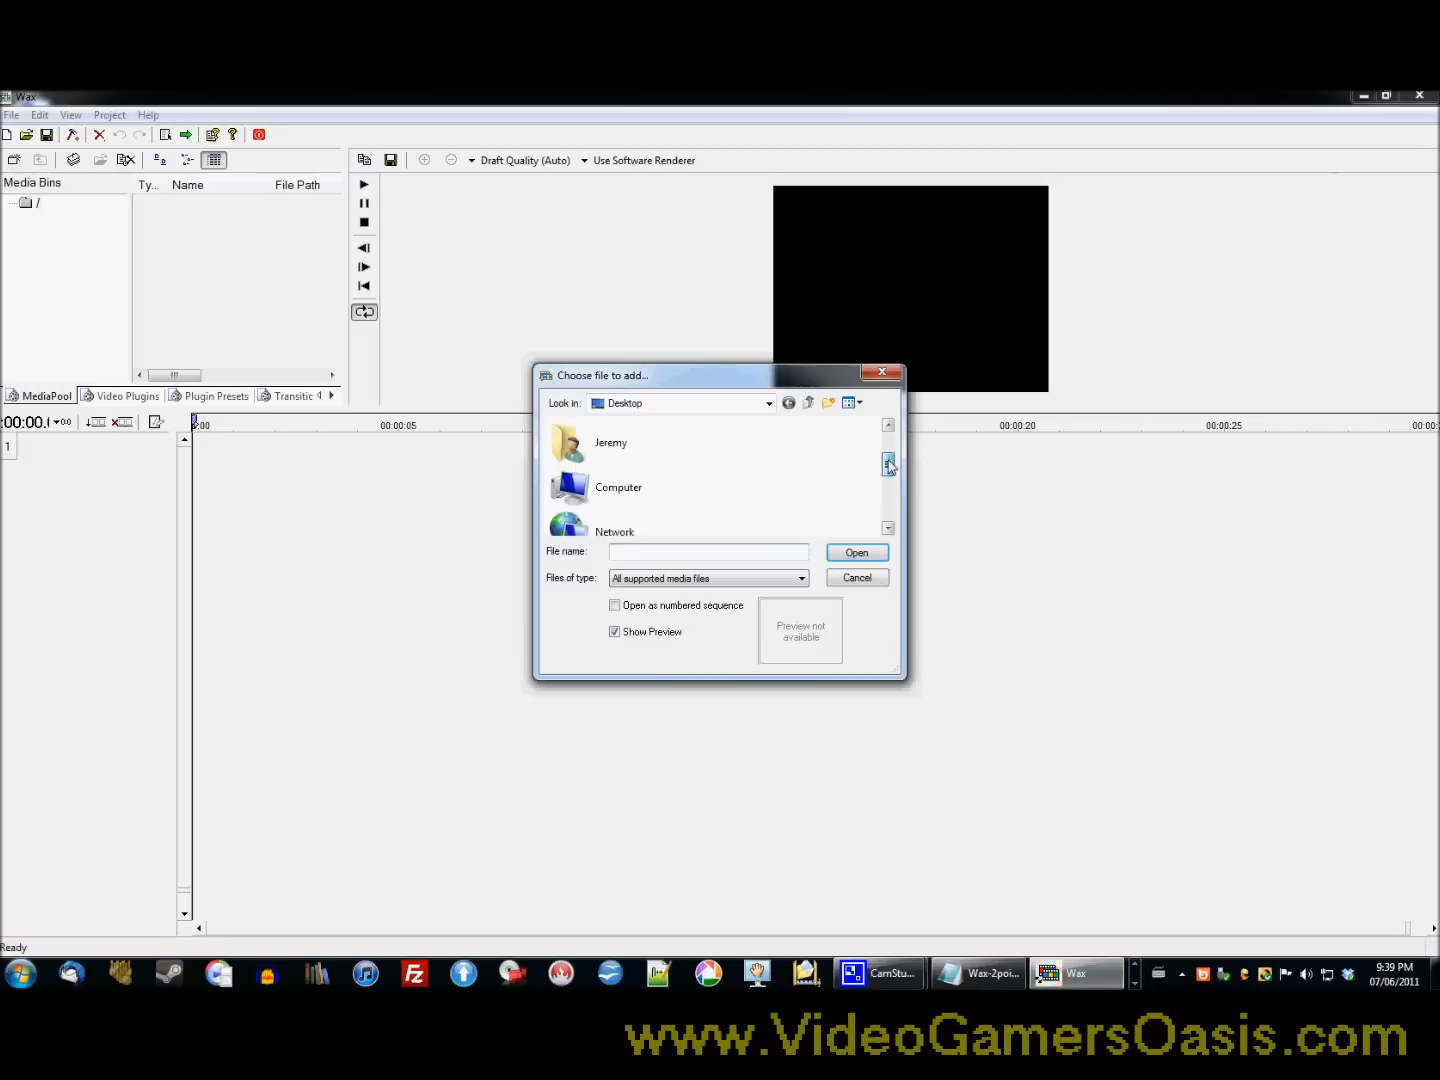 Wax
File Edit View Project Help
Draft Quality (Auto) Use Software Renderer
Media Bins Ty... Name File Path
/
MediaPool Video Plugins Plugin Presets Transitic
00:00 00:00:05 00:00:20 00:00:25
1
Choose file to add...
Look in: Desktop
Jeremy
Computer
Network
File name: Open
Files of type: All supported media files Cancel
Open as numbered sequence
Show Preview
Preview not
available
Ready
CamStu... Wax-2poi... Wax
9:39 PM
07/06/2011
www.VideoGamersOasis.com